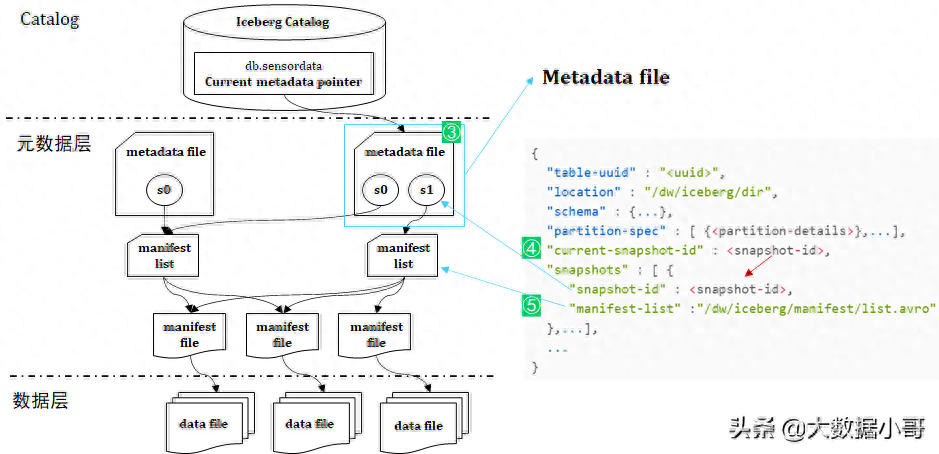 Catalog
Iceberg Catalog
db.sensordata
Current metadata pointer
Metadata file
元数据层
metadata file
s0
③
metadata file
s0
s1
manifest
list
manifest
list
manifest
file
manifest
file
manifest
file
数据层
data file
data file
data file
{
"table-uuid" : "<uuid>",
"location" : "/dw/iceberg/dir",
"schema" : {...},
"partition-spec" : [ {<partition-details>},...],
④ "current-snapshot-id" : <snapshot-id>,
"snapshots" : [ {
"snapshot-id" : <snapshot-id>,
⑤ "manifest-list" :"/dw/iceberg/mamifest/list.avro"
},...],
...
}
头条 @大数据小哥